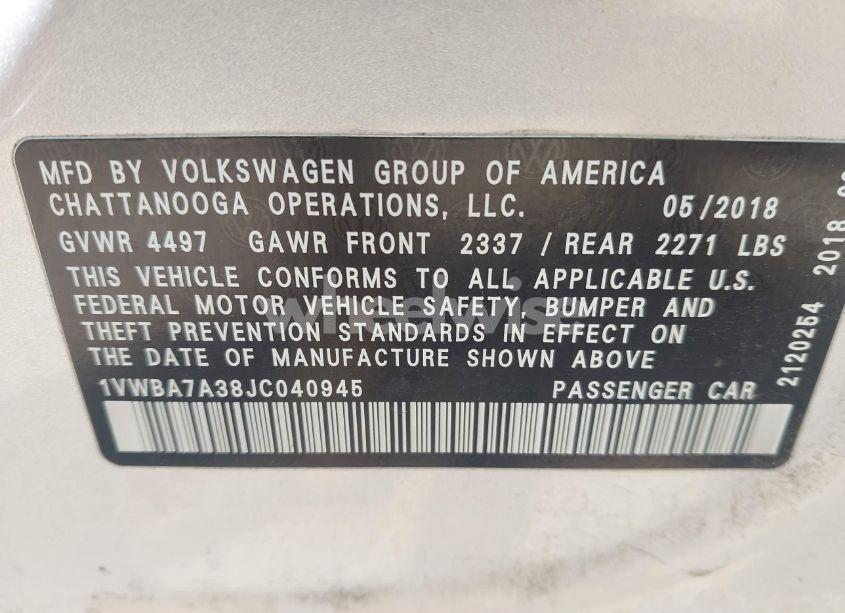 MFD BY VOLKSWAGEN GROUP OF AMERICA
CHATTANOOGA OPERATIONS, LLC. 05/2018
GVWR 4497 GAWR FRONT 2337 / REAR 2271 LBS
THIS VEHICLE CONFORMS TO ALL APPLICABLE U.S.
FEDERAL MOTOR VEHICLE SAFETY, BUMPER AND
THEFT PREVENTION STANDARDS IN EFFECT ON
THE DATE OF MANUFACTURE SHOWN ABOVE
1VWBA7A38JC040945 PASSENGER CAR
2120254 2018
wheelwise